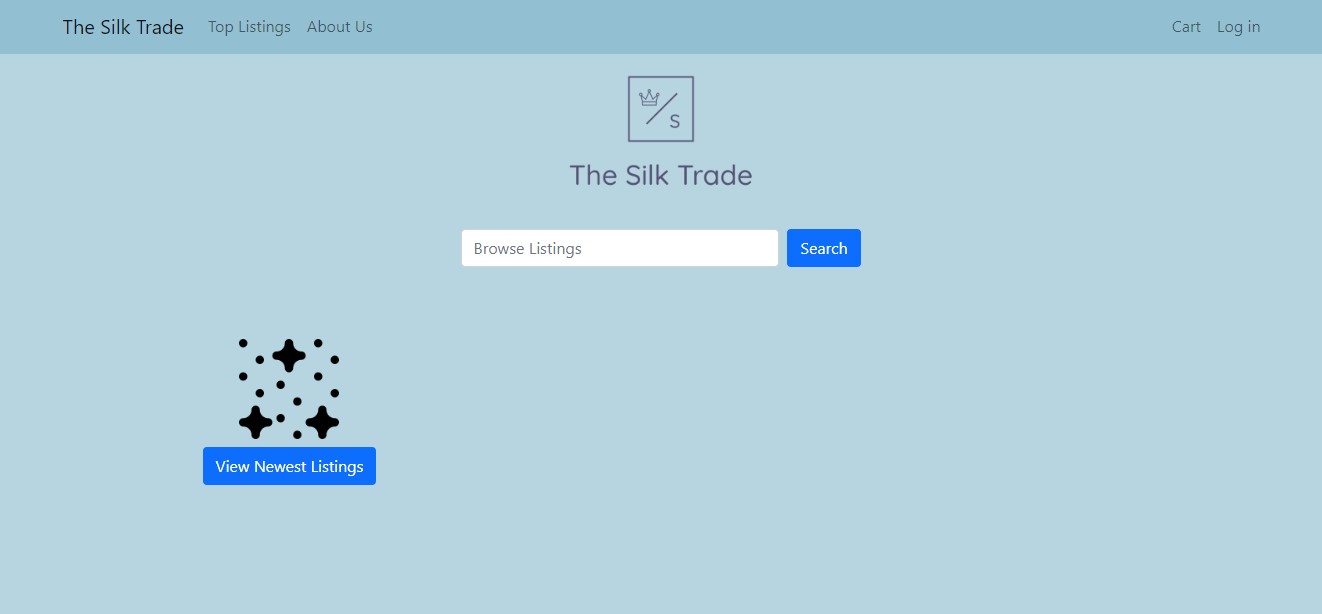 The Silk Trade Top Listings About Us Cart Log in
S
The Silk Trade
Browse Listings Search
View Newest Listings